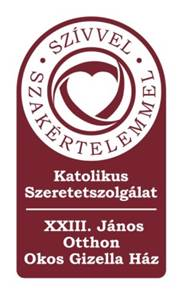 • SZÍVVEL •
SZAKÉRTELEMMEL
Katolikus
Szeretetszolgálat
XXIII. János
Otthon
Okos Gizella Ház